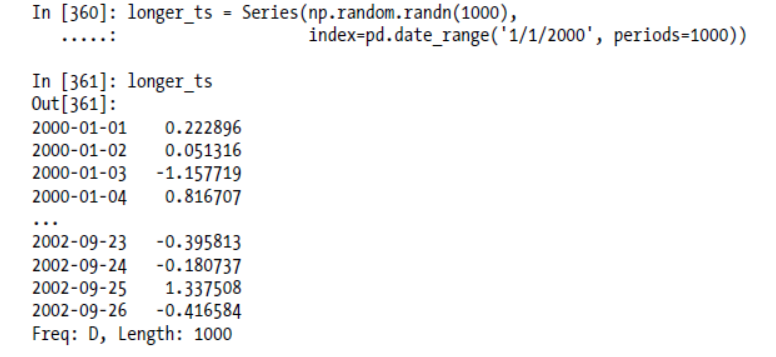 In [360]: longer_ts = Series(np.random.randn(1000),
   .....:                    index=pd.date_range('1/1/2000', periods=1000))
In [361]: longer_ts
Out[361]:
2000-01-01    0.222896
2000-01-02    0.051316
2000-01-03   -1.157719
2000-01-04    0.816707
...
2002-09-23   -0.395813
2002-09-24   -0.180737
2002-09-25    1.337508
2002-09-26   -0.416584
Freq: D, Length: 1000